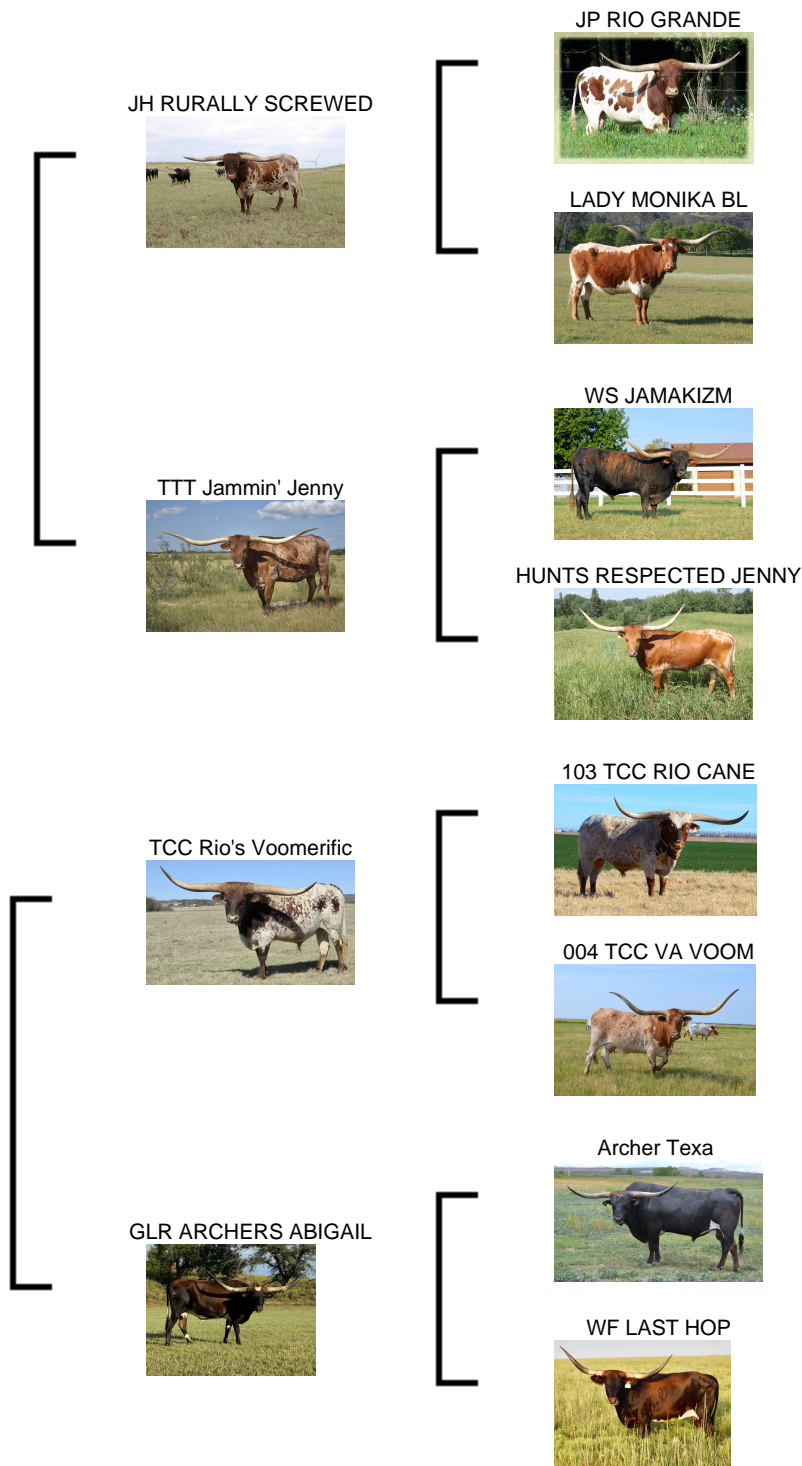 JP RIO GRANDE
JH RURALLY SCREWED
LADY MONIKA BL
WS JAMAKIZM
TTT Jammin' Jenny
HUNTS RESPECTED JENNY
103 TCC RIO CANE
TCC Rio's Voomerific
004 TCC VA VOOM
Archer Texa
GLR ARCHERS ABIGAIL
WF LAST HOP